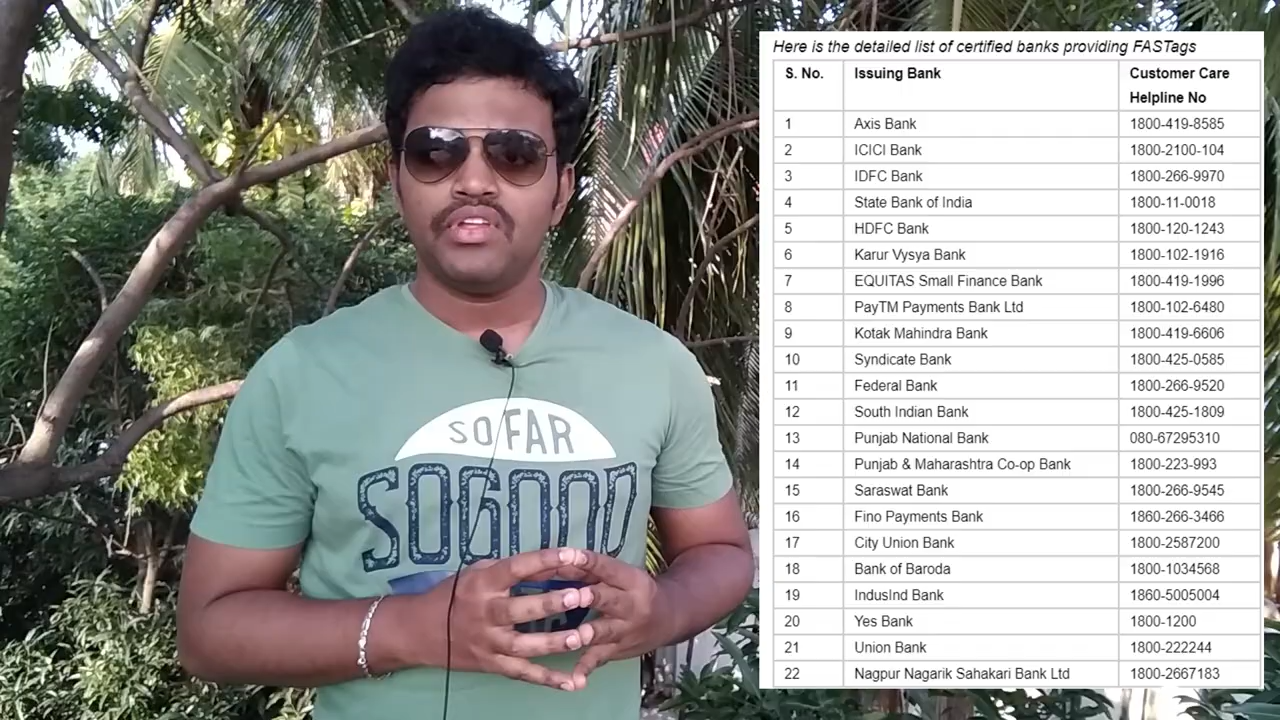 Here is the detailed list of certified banks providing FASTags
S. No. Issuing Bank Customer Care Helpline No
1 Axis Bank 1800-419-8585
2 ICICI Bank 1800-2100-104
3 IDFC Bank 1800-266-9970
4 State Bank of India 1800-11-0018
5 HDFC Bank 1800-120-1243
6 Karur Vysya Bank 1800-102-1916
7 EQUITAS Small Finance Bank 1800-419-1996
8 PayTM Payments Bank Ltd 1800-102-6480
9 Kotak Mahindra Bank 1800-419-6606
10 Syndicate Bank 1800-425-0585
11 Federal Bank 1800-266-9520
12 South Indian Bank 1800-425-1809
13 Punjab National Bank 080-67295310
14 Punjab & Maharashtra Co-op Bank 1800-223-993
15 Saraswat Bank 1800-266-9545
16 Fino Payments Bank 1860-266-3466
17 City Union Bank 1800-2587200
18 Bank of Baroda 1800-1034568
19 IndusInd Bank 1860-5005004
20 Yes Bank 1800-1200
21 Union Bank 1800-222244
22 Nagpur Nagarik Sahakari Bank Ltd 1800-2667183
SO FAR
SO GOOD